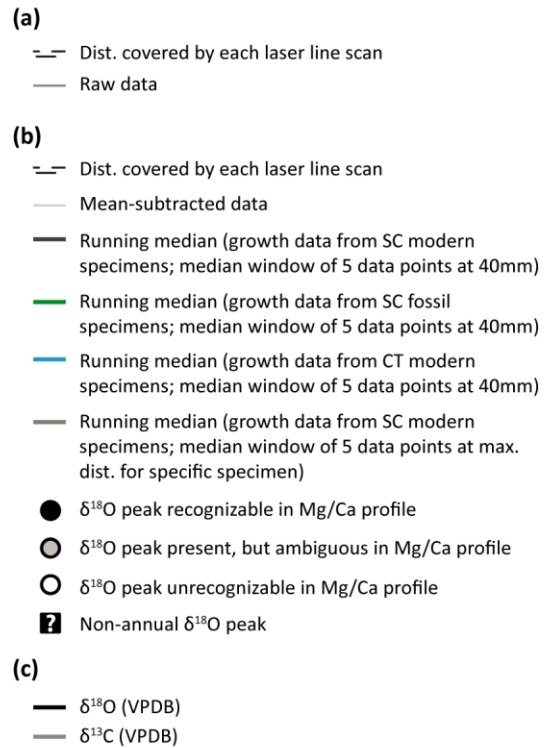 (a)
Dist. covered by each laser line scan
Raw data
(b)
Dist. covered by each laser line scan
Mean-subtracted data
Running median (growth data from SC modern
specimens; median window of 5 data points at 40mm)
Running median (growth data from SC fossil
specimens; median window of 5 data points at 40mm)
Running median (growth data from CT modern
specimens; median window of 5 data points at 40mm)
Running median (growth data from SC modern
specimens; median window of 5 data points at max.
dist. for specific specimen)
δ¹⁸O peak recognizable in Mg/Ca profile
δ¹⁸O peak present, but ambiguous in Mg/Ca profile
δ¹⁸O peak unrecognizable in Mg/Ca profile
? Non-annual δ¹⁸O peak
(c)
δ¹⁸O (VPDB)
δ¹³C (VPDB)